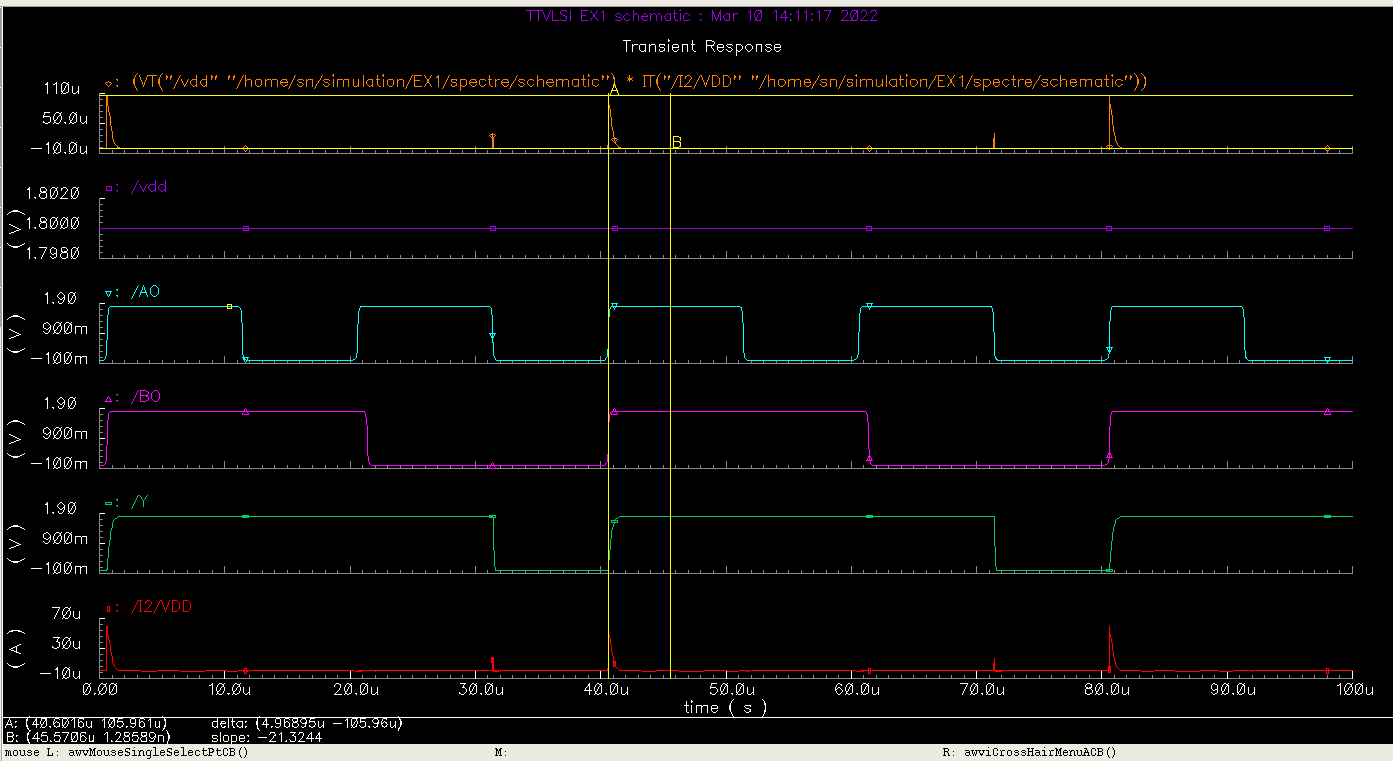 TTVLSI EX1 schematic : Mar 10 14:11:17 2022
Transient Response
: (VT("/vdd" "/home/sn/simulation/EX1/spectre/schematic") * IT("/I2/VDD" "/home/sn/simulation/EX1/spectre/schematic"))
110u
50.0u
-10.0u
A
B
: /vdd
1.8020
1.8000
1.7980
(V)
: /A0
1.90
900m
-100m
(V)
: /B0
1.90
900m
-100m
(V)
: /Y
1.90
900m
-100m
(V)
: /I2/VDD
70u
30u
-10u
(A)
0.00 10.0u 20.0u 30.0u 40.0u 50.0u 60.0u 70.0u 80.0u 90.0u 100u
time ( s )
A: (40.6016u 105.961u) delta: (4.96895u -105.96u)
B: (45.5706u 1.28589n) slope: -21.3244
mouse L: awvMouseSingleSelectPtCB() M: R: awviCrossHairMenuACB()